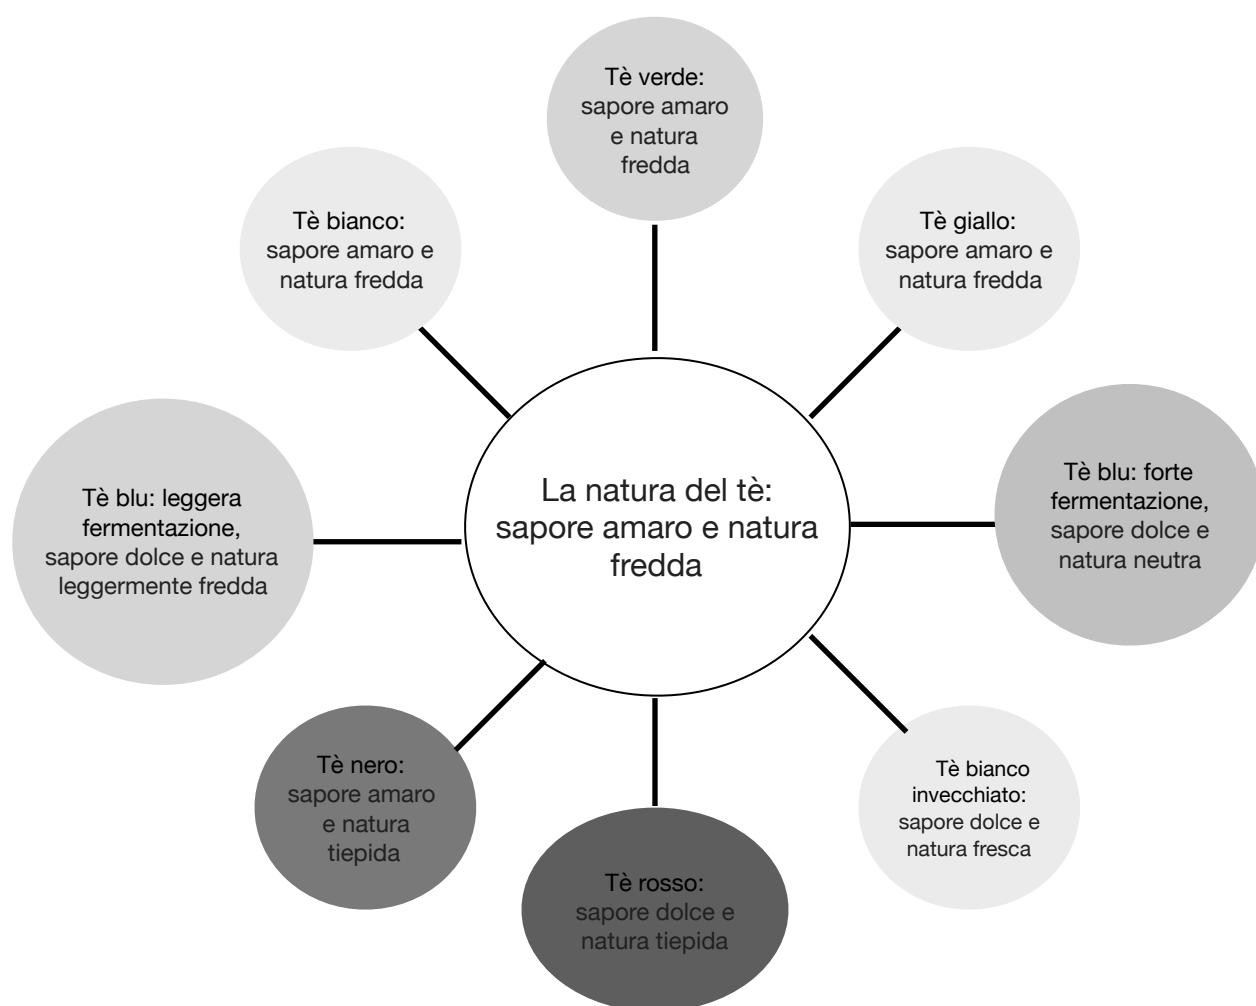 Tè verde:
sapore amaro
e natura
fredda
Tè bianco:
sapore amaro e
natura fredda
Tè giallo:
sapore amaro e
natura fredda
Tè blu: leggera
fermentazione,
sapore dolce e natura
leggermente fredda
La natura del tè:
sapore amaro e natura
fredda
Tè blu: forte
fermentazione,
sapore dolce e
natura neutra
Tè nero:
sapore amaro
e natura
tiepida
Tè rosso:
sapore dolce e
natura tiepida
Tè bianco
invecchiato:
sapore dolce e
natura fresca